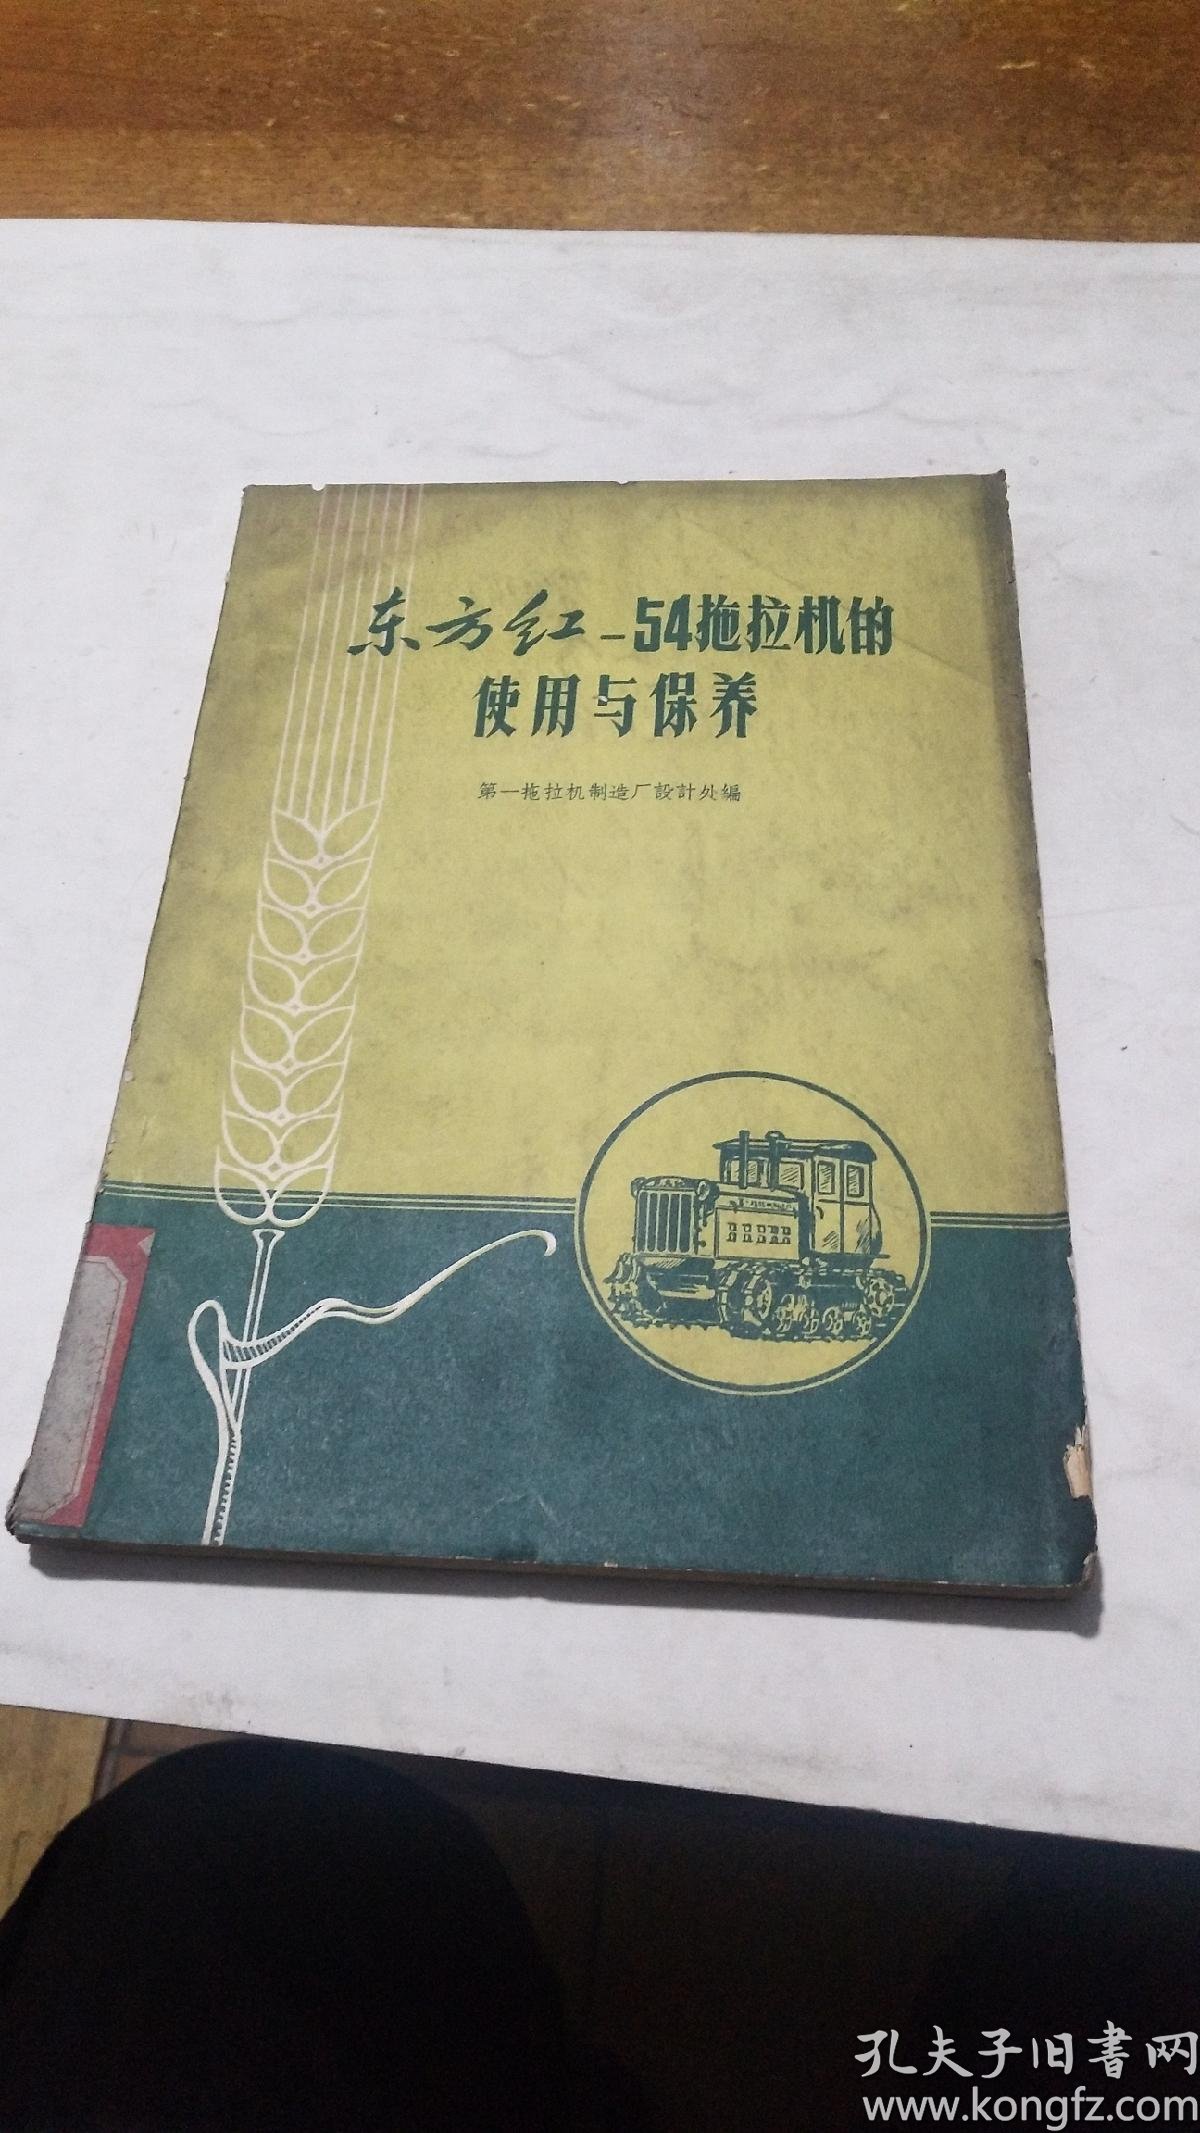 东方红-54拖拉机的
使用与保养
第一拖拉机制造厂設計处編
孔夫子旧書网
www.kongfz.com